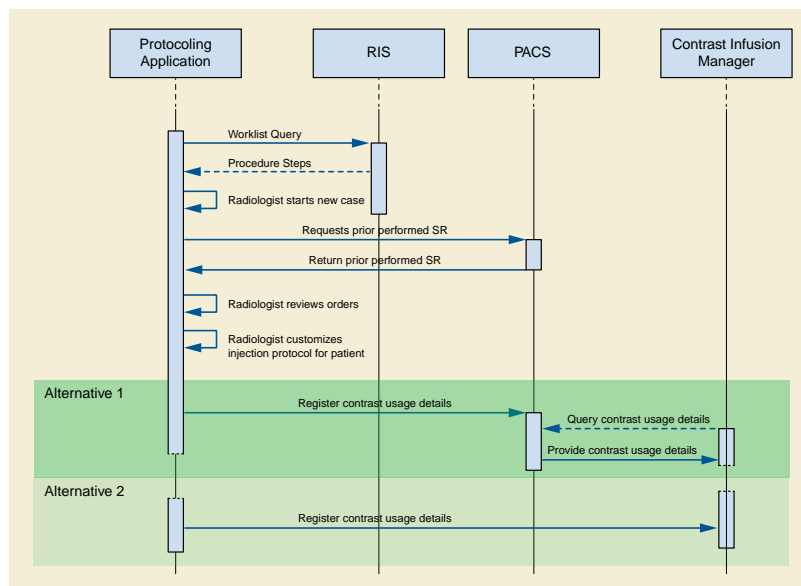 Protocoling
Application
RIS
PACS
Contrast Infusion
Manager
Worklist Query
Procedure Steps
Radiologist starts new case
Requests prior performed SR
Return prior performed SR
Radiologist reviews orders
Radiologist customizes
injection protocol for patient
Alternative 1
Register contrast usage details
Query contrast usage details
Provide contrast usage details
Alternative 2
Register contrast usage details